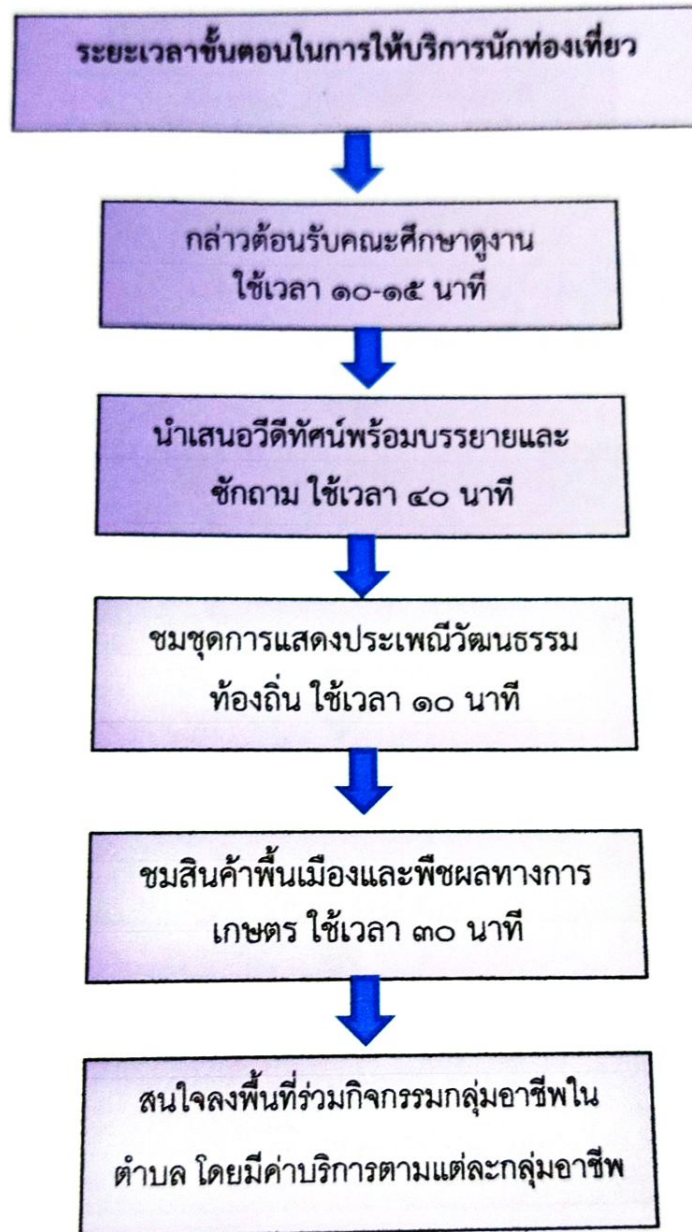 ระยะเวลาขั้นตอนในการให้บริการนักท่องเที่ยว
กล่าวต้อนรับคณะศึกษาดูงาน
ใช้เวลา ๑๐-๑๕ นาที
นำเสนอวีดีทัศน์พร้อมบรรยายและ
ซักถาม ใช้เวลา ๔๐ นาที
ชมชุดการแสดงประเพณีวัฒนธรรม
ท้องถิ่น ใช้เวลา ๑๐ นาที
ชมสินค้าพื้นเมืองและพืชผลทางการ
เกษตร ใช้เวลา ๓๐ นาที
สนใจลงพื้นที่ร่วมกิจกรรมกลุ่มอาชีพใน
ตำบล โดยมีค่าบริการตามแต่ละกลุ่มอาชีพ